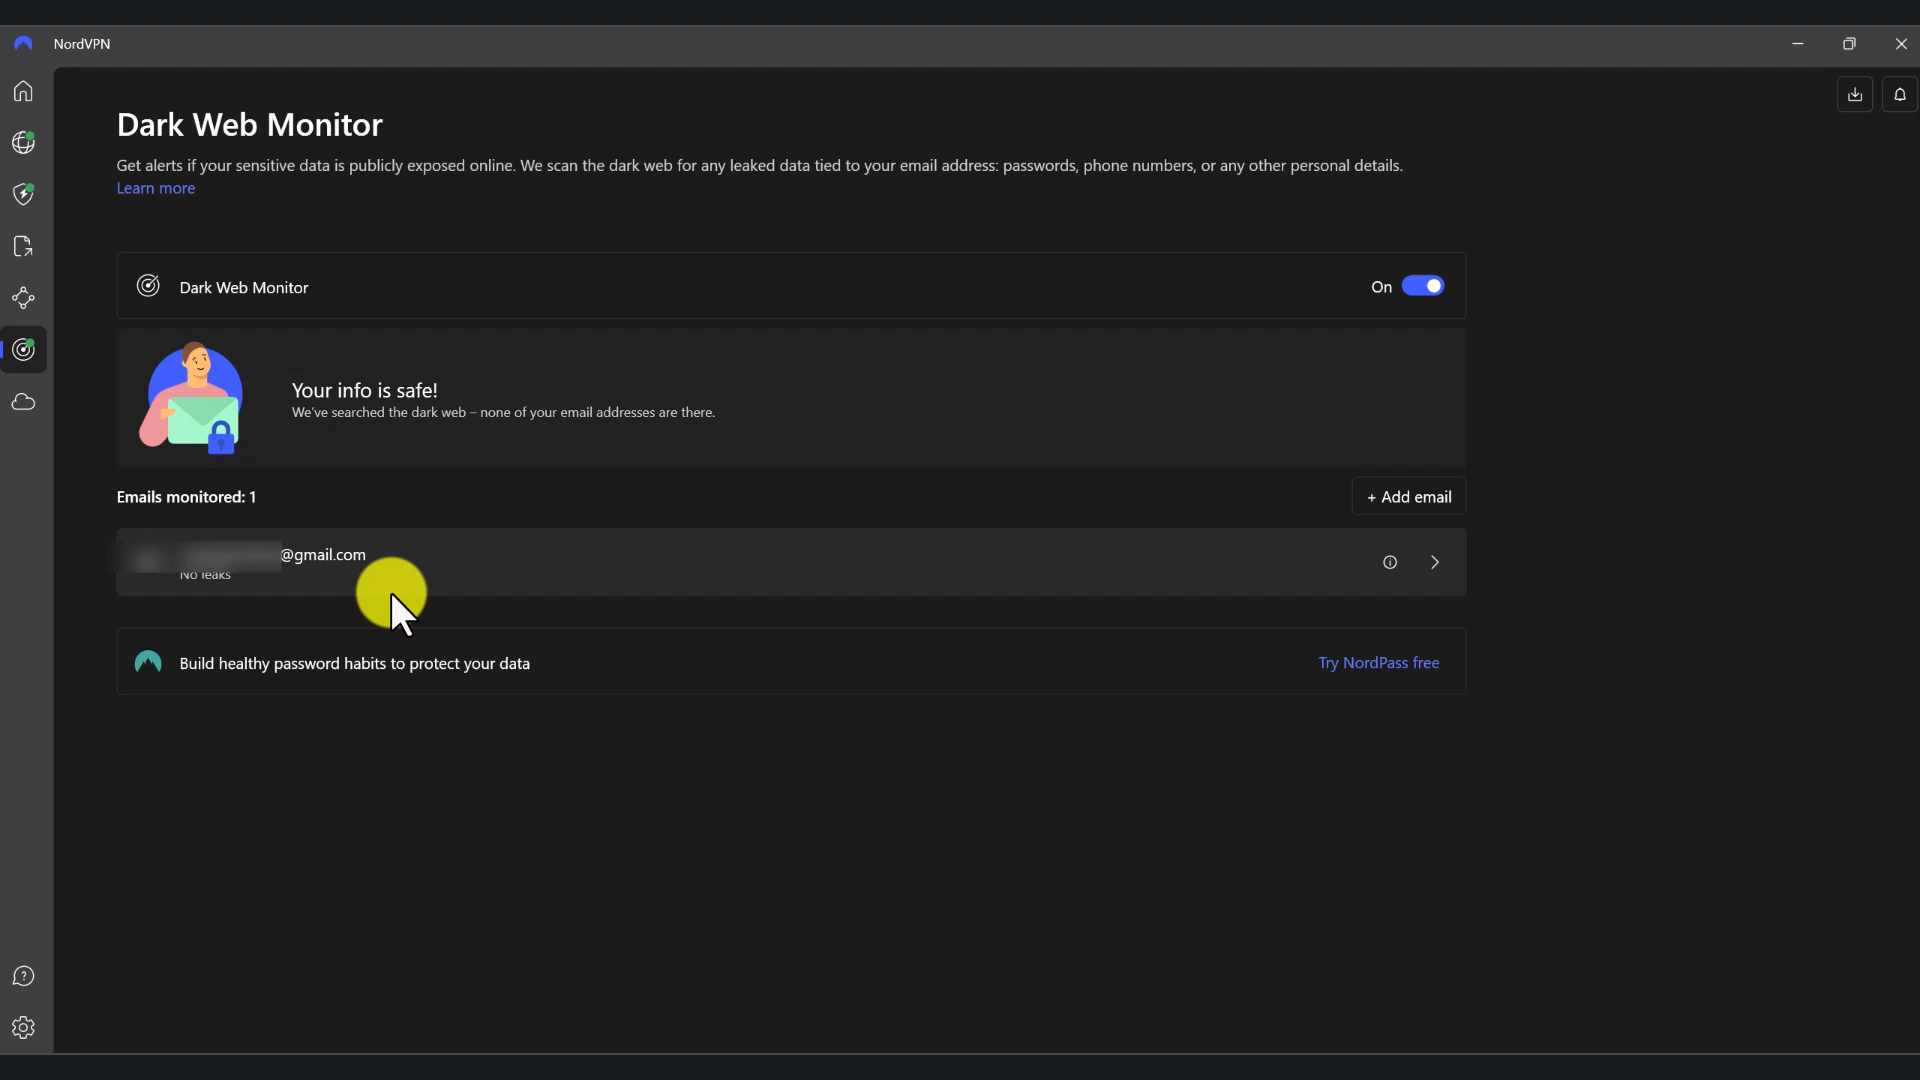 NordVPN
Dark Web Monitor
Get alerts if your sensitive data is publicly exposed online. We scan the dark web for any leaked data tied to your email address: passwords, phone numbers, or any other personal details.
Learn more
Dark Web Monitor
On
Your info is safe!
We've searched the dark web – none of your email addresses are there.
Emails monitored: 1
+ Add email
@gmail.com
No leaks
Build healthy password habits to protect your data
Try NordPass free